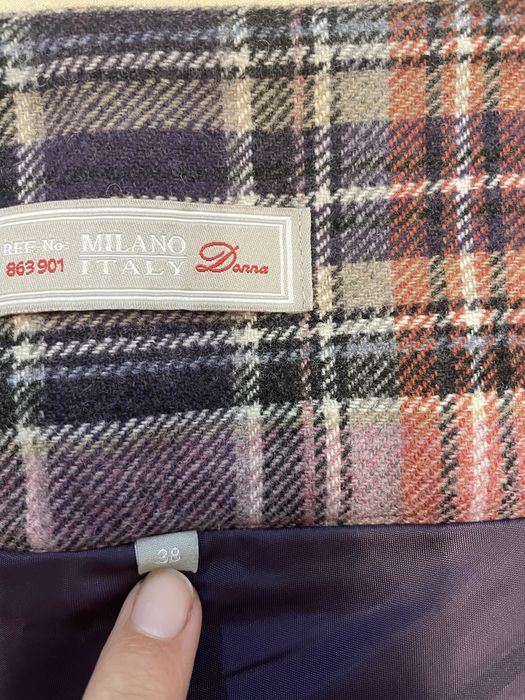 REF-No:
863 901
MILANO
ITALY
Donna
38